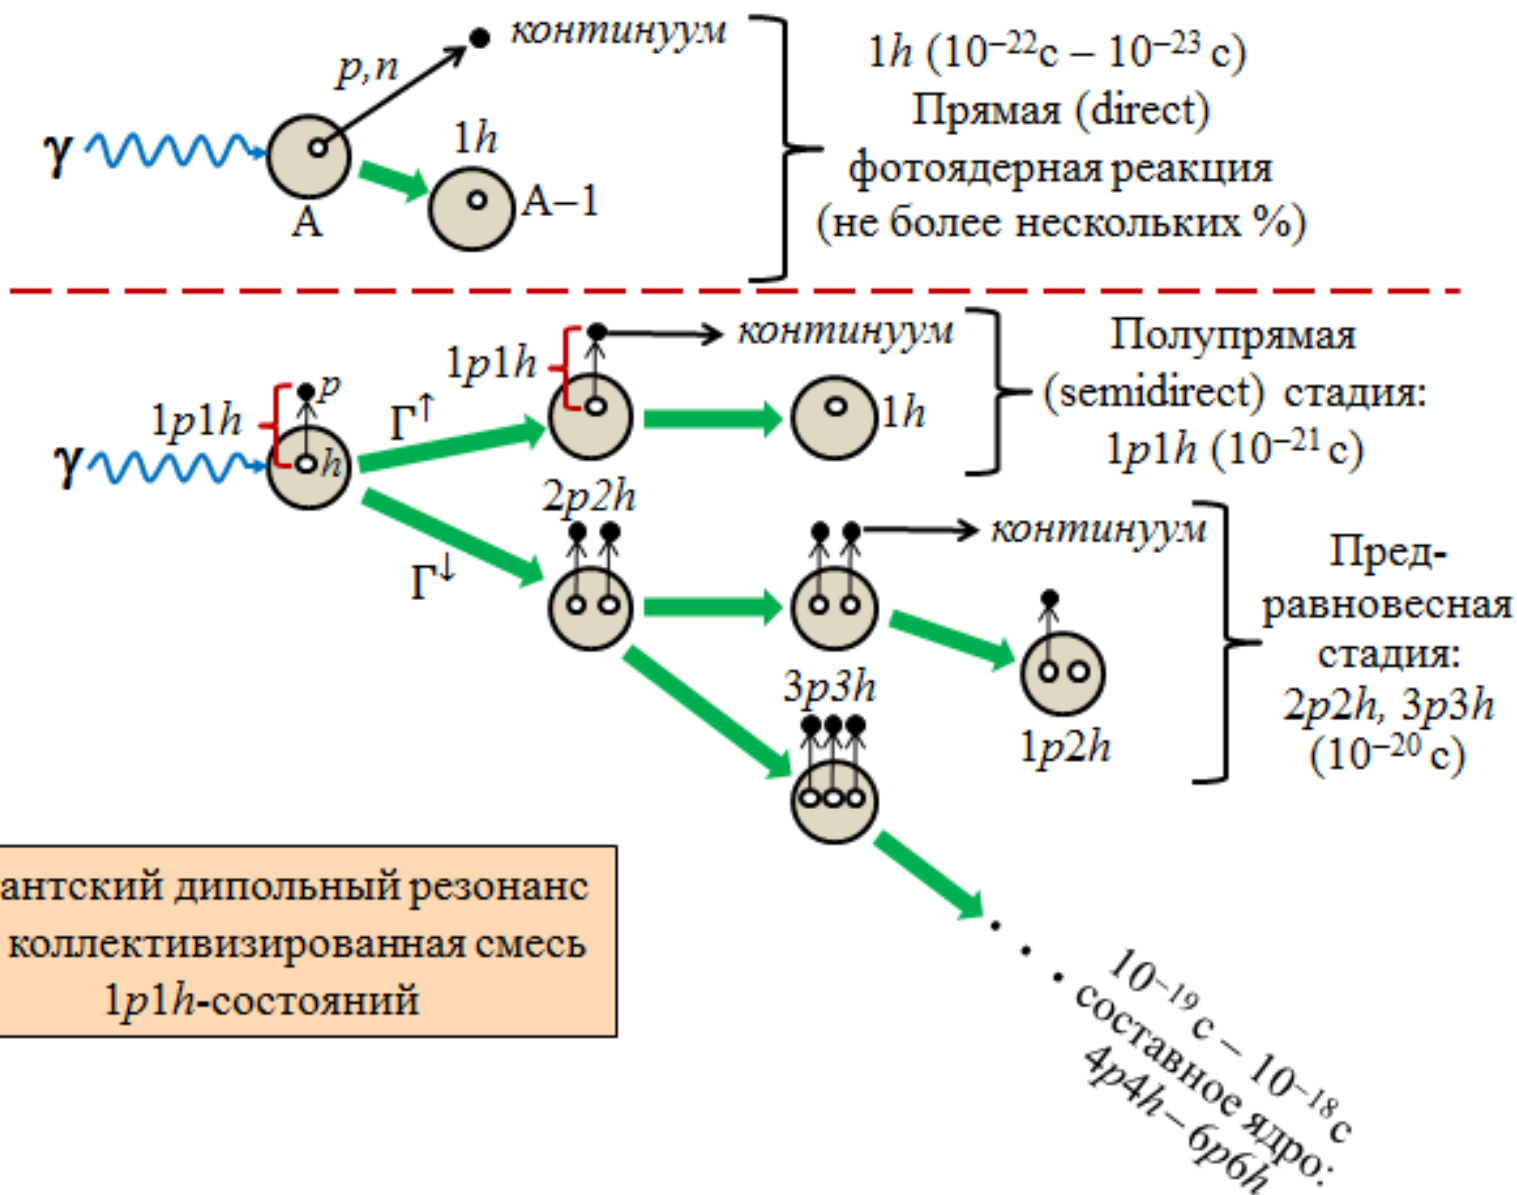 континуум
p,n
γ
A
1h
A–1
1h (10⁻²²с – 10⁻²³ с)
Прямая (direct)
фотоядерная реакция
(не более нескольких %)
1p1h
p
h
γ
Γ↑
Γ↓
1p1h
континуум
1h
Полупрямая
(semidirect) стадия:
1p1h (10⁻²¹ с)
2p2h
континуум
1p2h
Пред-
равновесная
стадия:
2p2h, 3p3h
(10⁻²⁰ с)
3p3h
10⁻¹⁹ с – 10⁻¹⁸ с
составное ядро:
4p4h – 6p6h
антский дипольный резонанс
коллективизированная смесь
1p1h-состояний